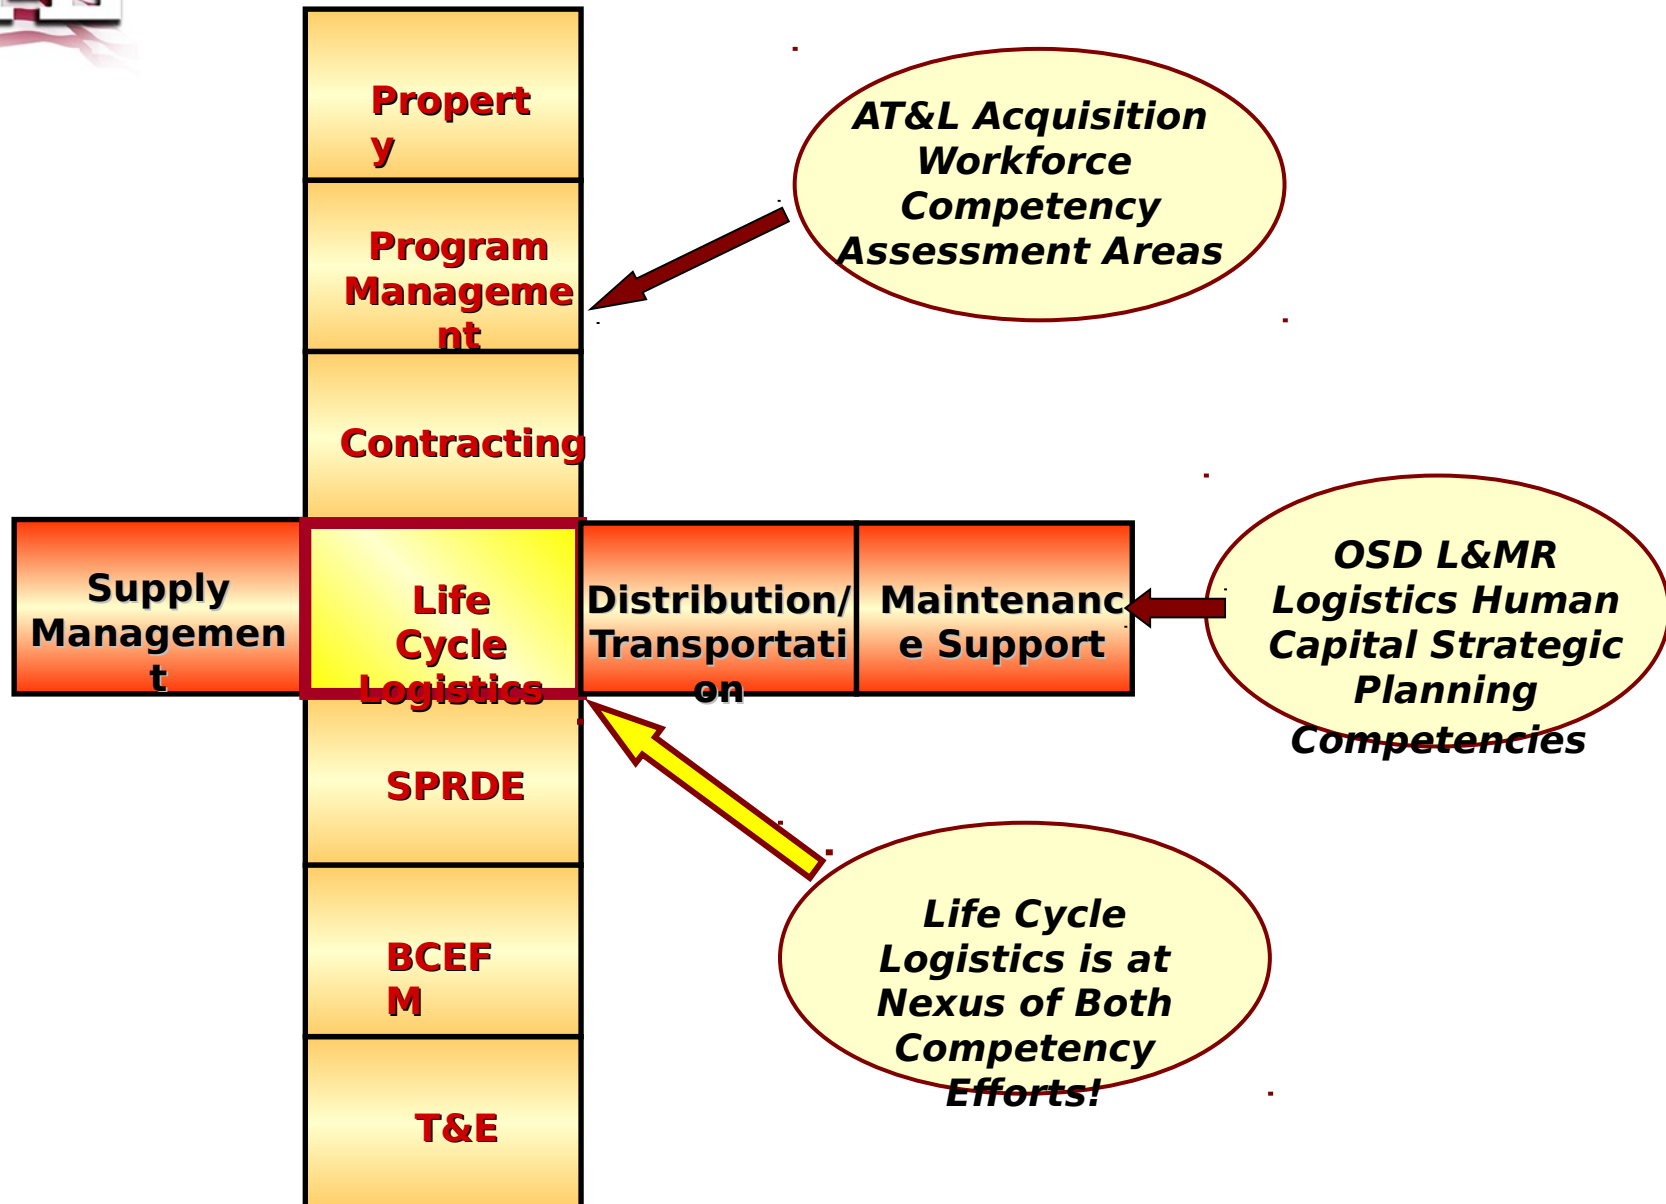 Propert
y
Program
Manageme
nt
Contracting
AT&L Acquisition
Workforce
Competency
Assessment Areas
Supply
Managemen
t
Life
Cycle
Logistics
Distribution/
Transportati
on
Maintenanc
e Support
OSD L&MR
Logistics Human
Capital Strategic
Planning
Competencies
SPRDE
BCEF
M
T&E
Life Cycle
Logistics is at
Nexus of Both
Competency
Efforts!